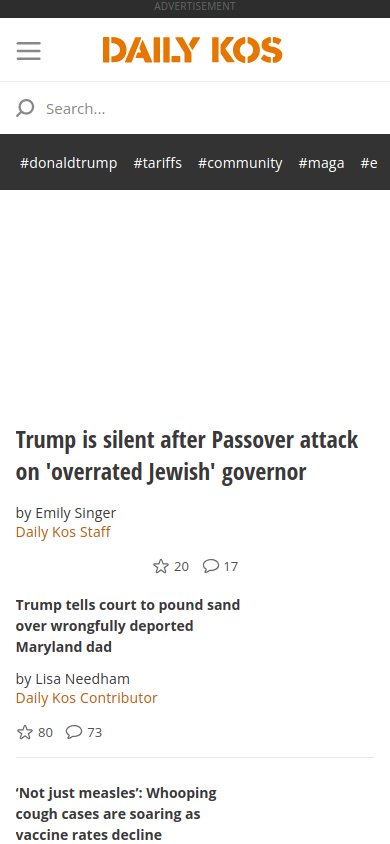 ADVERTISEMENT
DAILY KOS
Search...
#donaldtrump #tariffs #community #maga #e
Trump is silent after Passover attack
on 'overrated Jewish' governor
by Emily Singer
Daily Kos Staff
20 17
Trump tells court to pound sand
over wrongfully deported
Maryland dad
by Lisa Needham
Daily Kos Contributor
80 73
‘Not just measles’: Whooping
cough cases are soaring as
vaccine rates decline